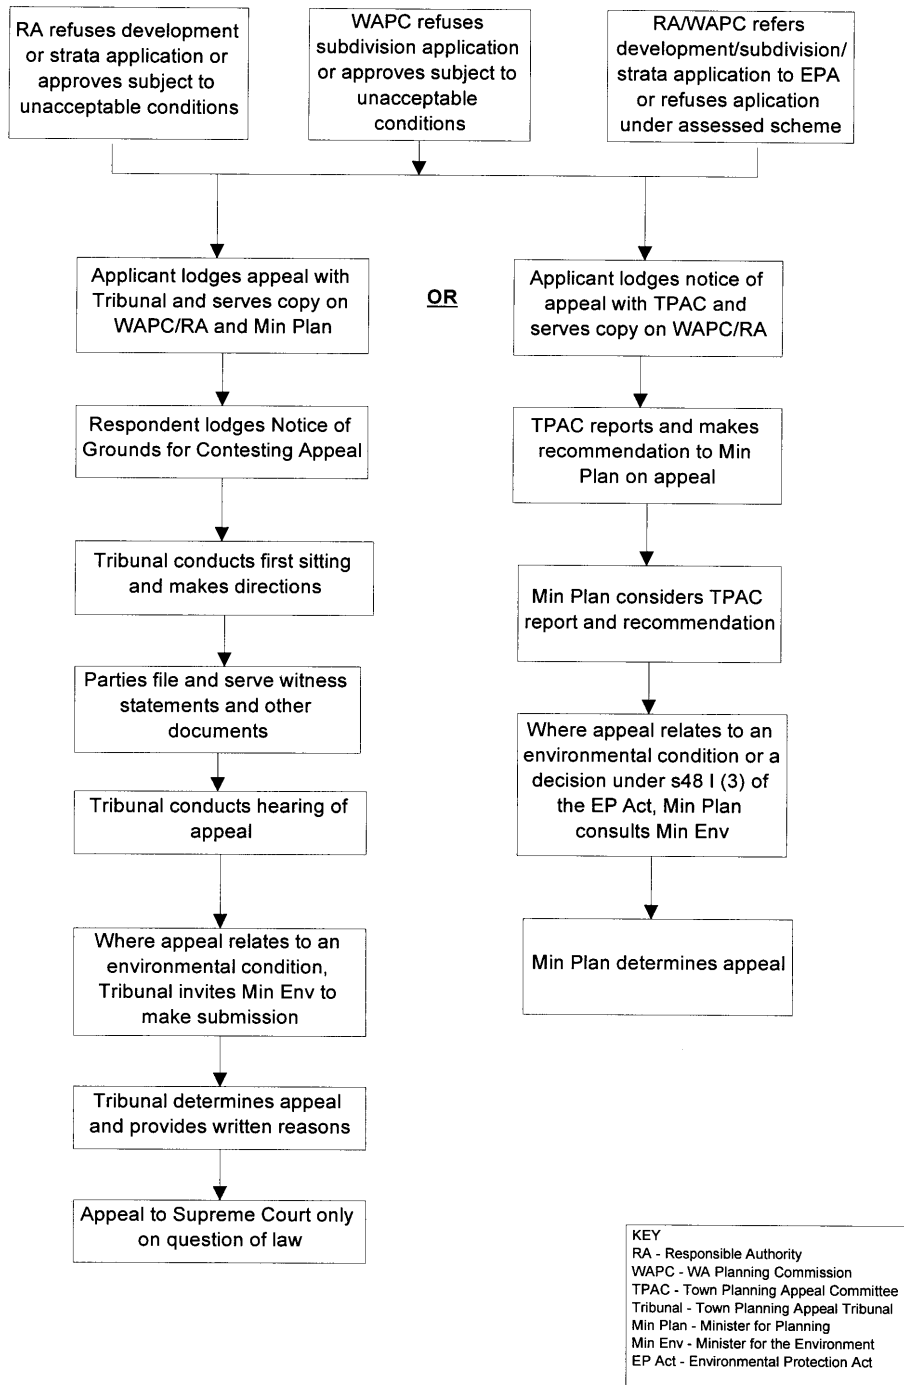 RA refuses development
or strata application or
approves subject to
unacceptable conditions
WAPC refuses
subdivision application
or approves subject to
unacceptable
conditions
RA/WAPC refers
development/subdivision/
strata application to EPA
or refuses aplication
under assessed scheme
Applicant lodges appeal with
Tribunal and serves copy on
WAPC/RA and Min Plan
OR
Applicant lodges notice of
appeal with TPAC and
serves copy on WAPC/RA
Respondent lodges Notice of
Grounds for Contesting Appeal
TPAC reports and makes
recommendation to Min
Plan on appeal
Tribunal conducts first sitting
and makes directions
Min Plan considers TPAC
report and recommendation
Parties file and serve witness
statements and other
documents
Where appeal relates to an
environmental condition or a
decision under s48 I (3) of
the EP Act, Min Plan
consults Min Env
Tribunal conducts hearing of
appeal
Where appeal relates to an
environmental condition,
Tribunal invites Min Env to
make submission
Min Plan determines appeal
Tribunal determines appeal
and provides written reasons
Appeal to Supreme Court only
on question of law
KEY
RA - Responsible Authority
WAPC - WA Planning Commission
TPAC - Town Planning Appeal Committee
Tribunal - Town Planning Appeal Tribunal
Min Plan - Minister for Planning
Min Env - Minister for the Environment
EP Act - Environmental Protection Act